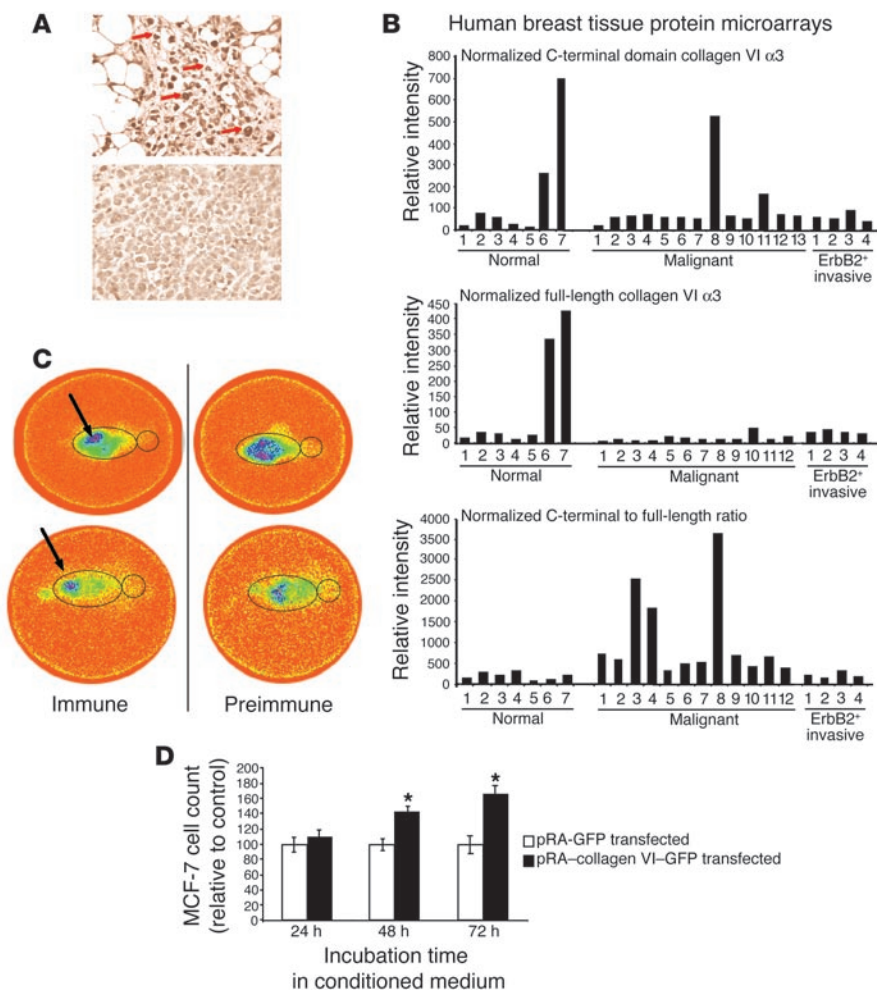 A
B Human breast tissue protein microarrays
Normalized C-terminal domain collagen VI α3
Relative intensity
800
700
600
500
400
300
200
100
0
1 2 3 4 5 6 7 1 2 3 4 5 6 7 8 9 10 11 12 13 1 2 3 4
Normal Malignant ErbB2+
invasive
Normalized full-length collagen VI α3
Relative intensity
450
400
350
300
250
200
150
100
50
0
1 2 3 4 5 6 7 1 2 3 4 5 6 7 8 9 10 11 12 13 1 2 3 4
Normal Malignant ErbB2+
invasive
Normalized C-terminal to full-length ratio
Relative intensity
4000
3500
3000
2500
2000
1500
1000
500
0
1 2 3 4 5 6 7 1 2 3 4 5 6 7 8 9 10 11 12 1 2 3 4
Normal Malignant ErbB2+
invasive
C
Immune Preimmune
D
MCF-7 cell count
(relative to control)
200
180
160
140
120
100
80
60
40
20
0
* *
24 h 48 h 72 h
Incubation time
in conditioned medium
pRA-GFP transfected
pRA–collagen VI–GFP transfected